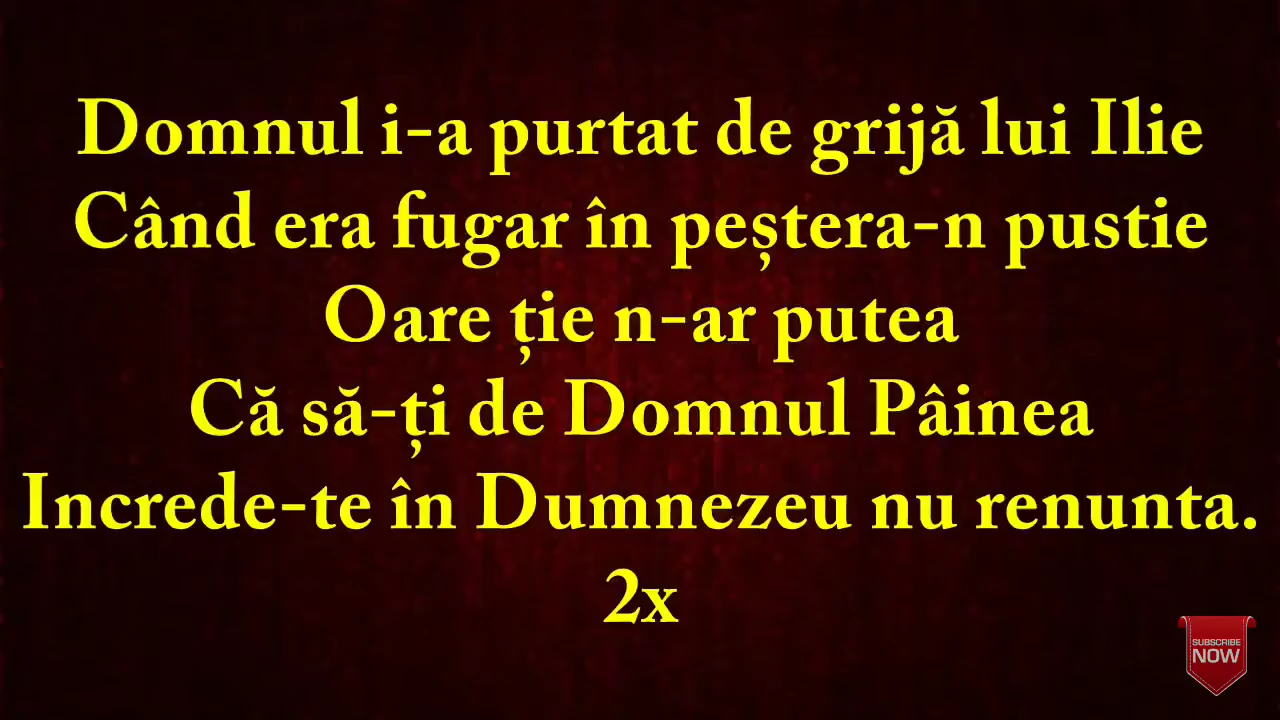 Domnul i-a purtat de grijă lui Ilie
Când era fugar în peștera-n pustie
Oare ție n-ar putea
Că să-ți de Domnul Pâinea
Increde-te în Dumnezeu nu renunta.
2x
SUBSCRIBE
NOW